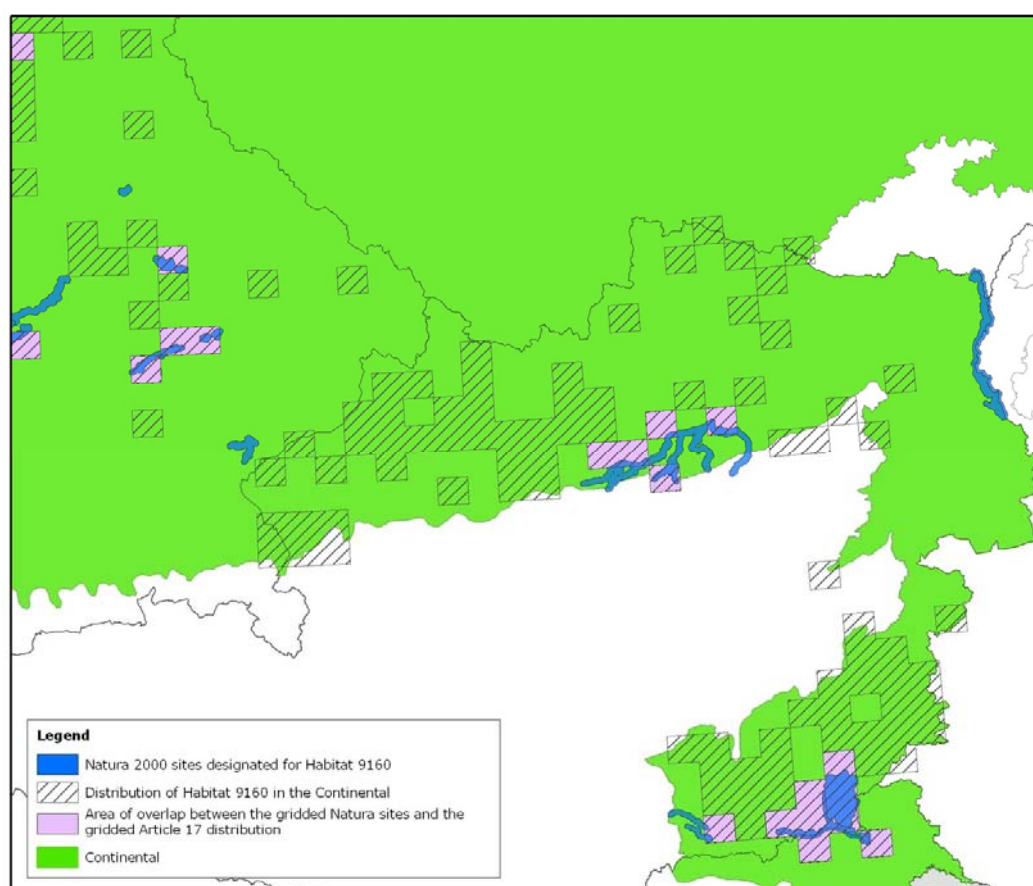 Legend
Natura 2000 sites designated for Habitat 9160
Distribution of Habitat 9160 in the Continental
Area of overlap between the gridded Natura sites and the
gridded Article 17 distribution
Continental